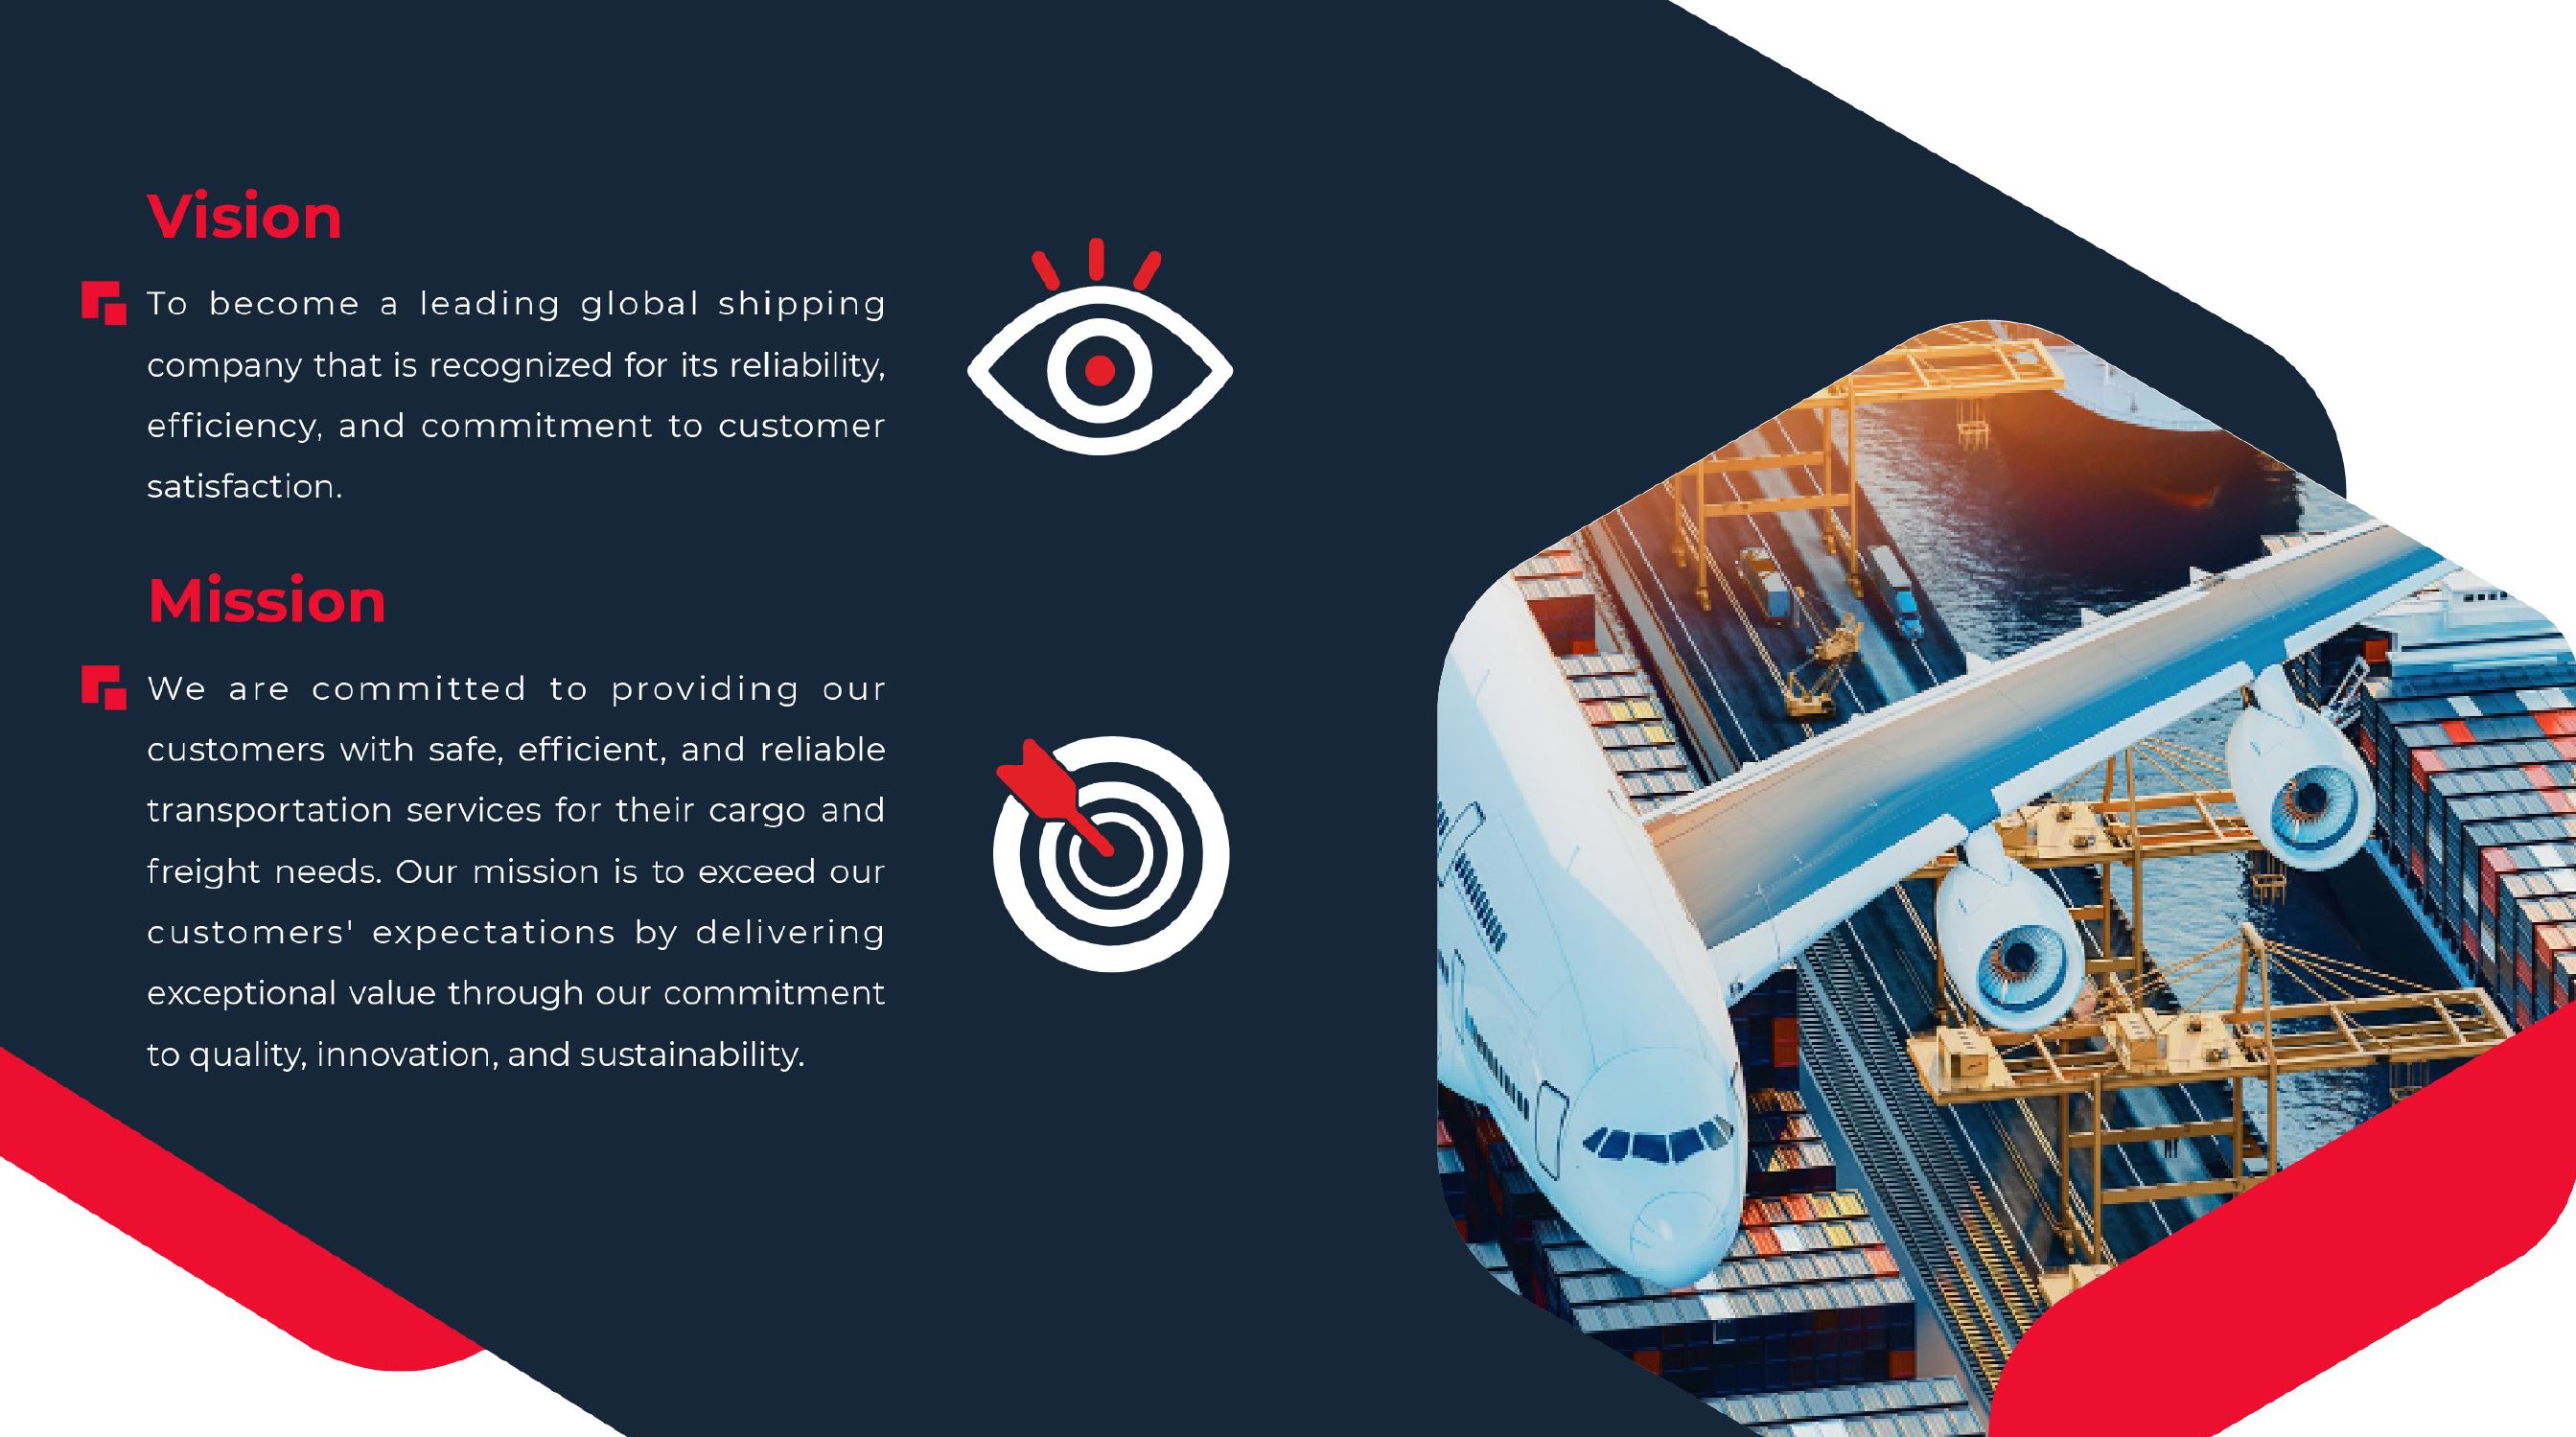 Vision
To become a leading global shipping
company that is recognized for its reliability,
efficiency, and commitment to customer
satisfaction.
Mission
We are committed to providing our
customers with safe, efficient, and reliable
transportation services for their cargo and
freight needs. Our mission is to exceed our
customers' expectations by delivering
exceptional value through our commitment
to quality, innovation, and sustainability.